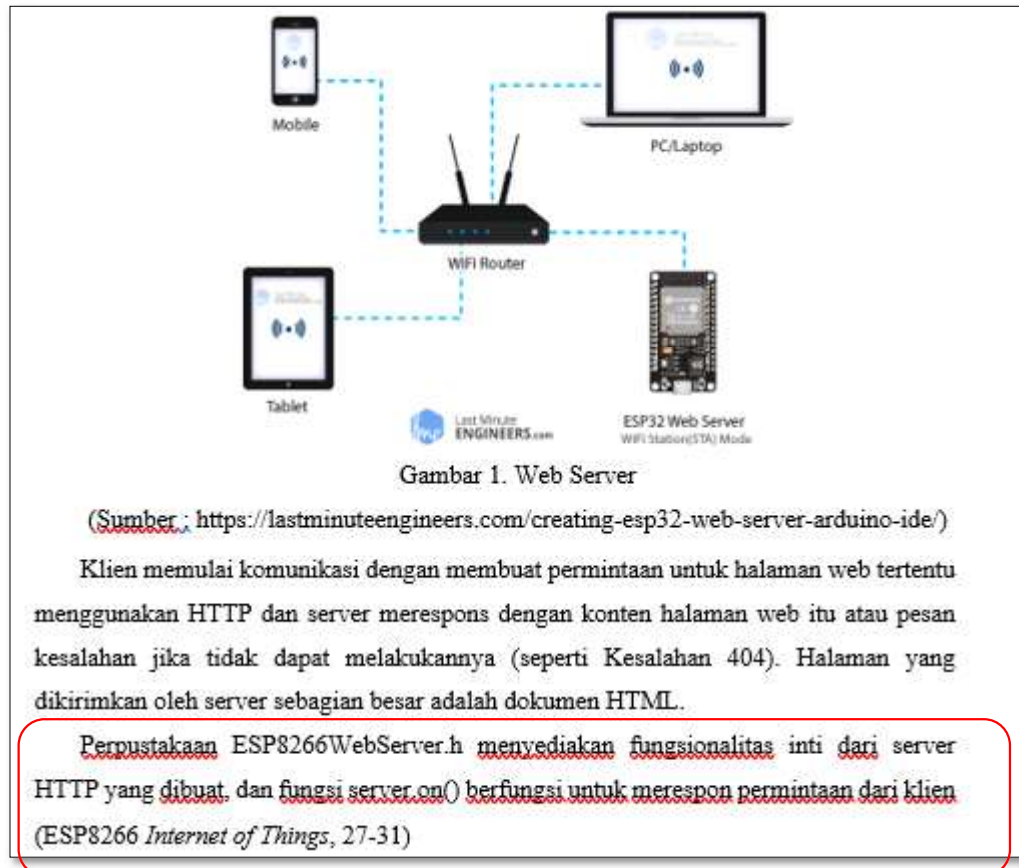 Mobile
PC/Laptop
WIFI Router
Tablet
Last Minute
ENGINEERS.com
ESP32 Web Server
WIFI Station(STA) Mode
Gambar 1. Web Server
(Sumber : https://lastminuteengineers.com/creating-esp32-web-server-arduino-ide/)
Klien memulai komunikasi dengan membuat permintaan untuk halaman web tertentu
menggunakan HTTP dan server merespons dengan konten halaman web itu atau pesan
kesalahan jika tidak dapat melakukannya (seperti Kesalahan 404). Halaman yang
dikirimkan oleh server sebagian besar adalah dokumen HTML.
Perpustakaan ESP8266WebServer.h menyediakan fungsionalitas inti dari server
HTTP yang dibuat, dan fungsi server.on() berfungsi untuk merespon permintaan dari klien
(ESP8266 Internet of Things, 27-31)